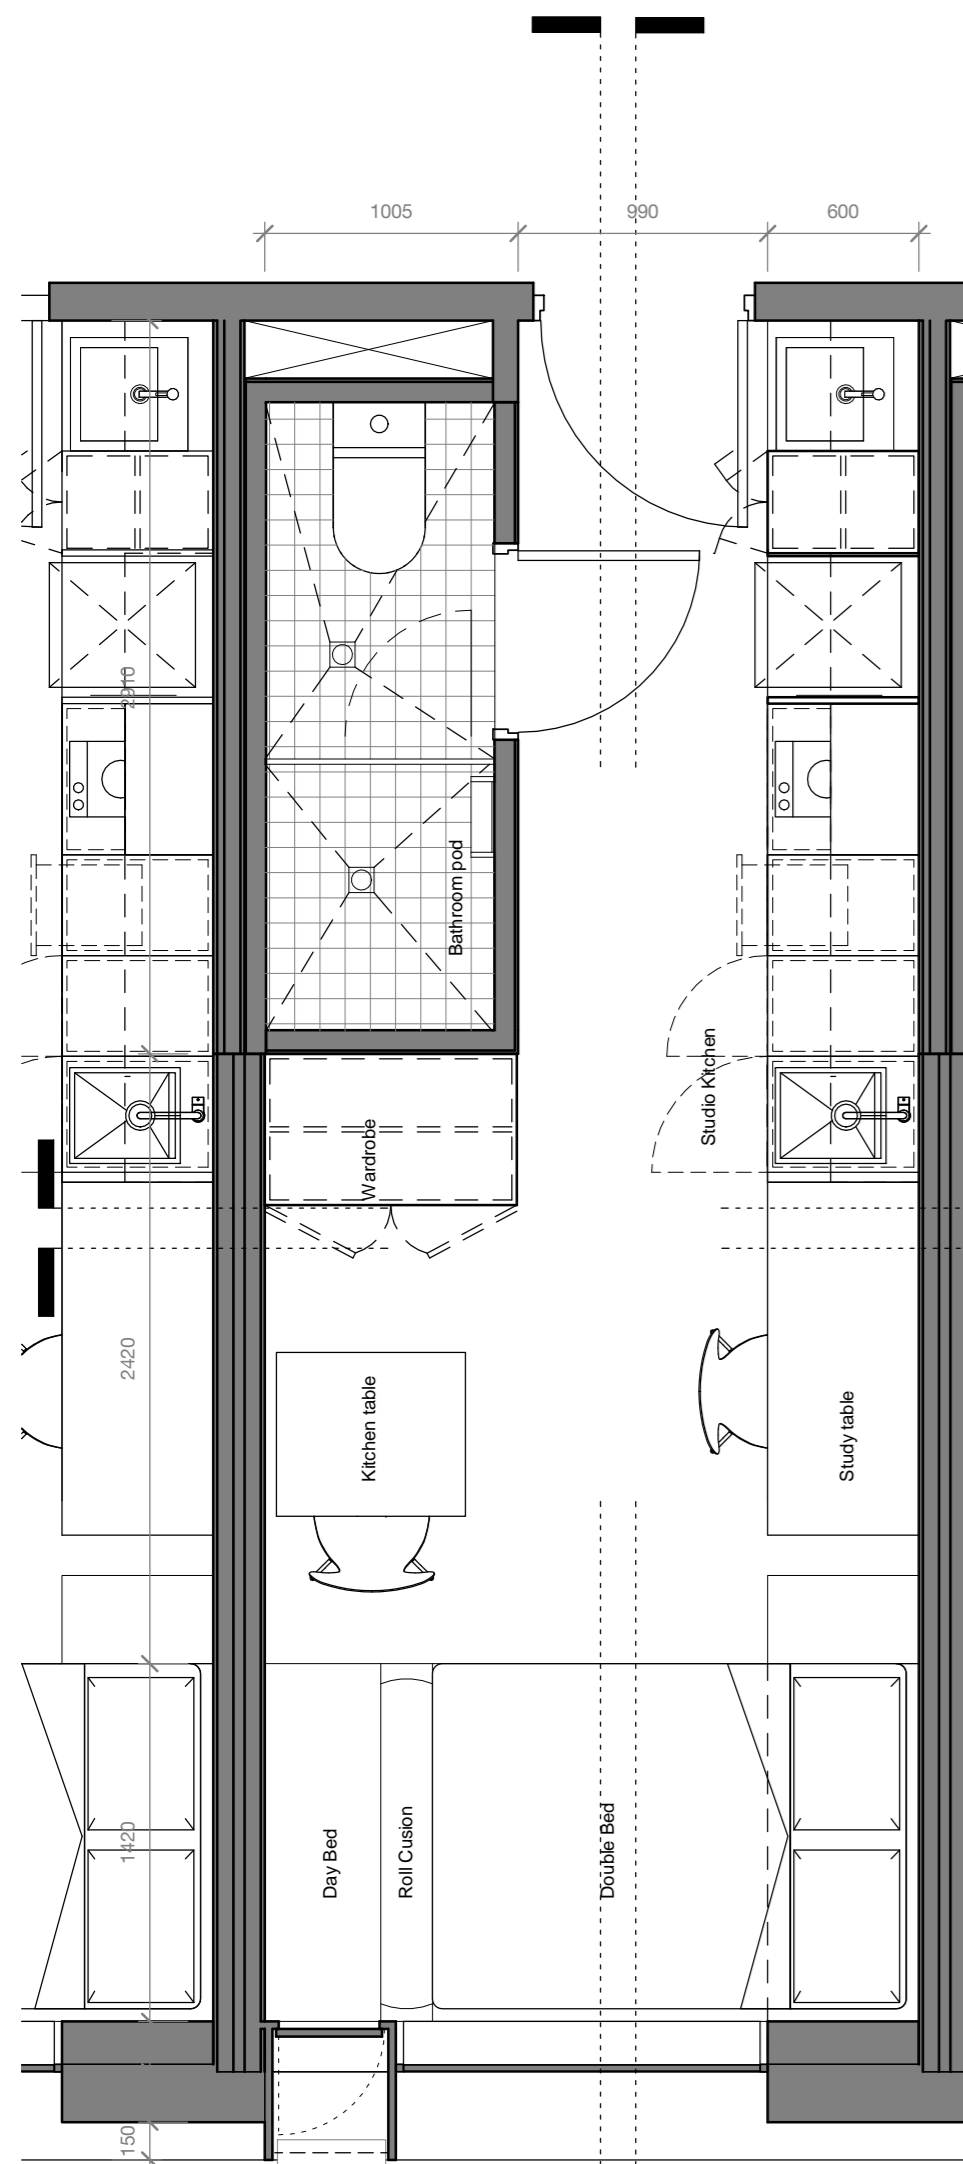 1005
990
600
2910
Bathroom pod
Studio Kitchen
Wardrobe
2420
Kitchen table
Study table
1420
Day Bed
Roll Cusion
Double Bed
150